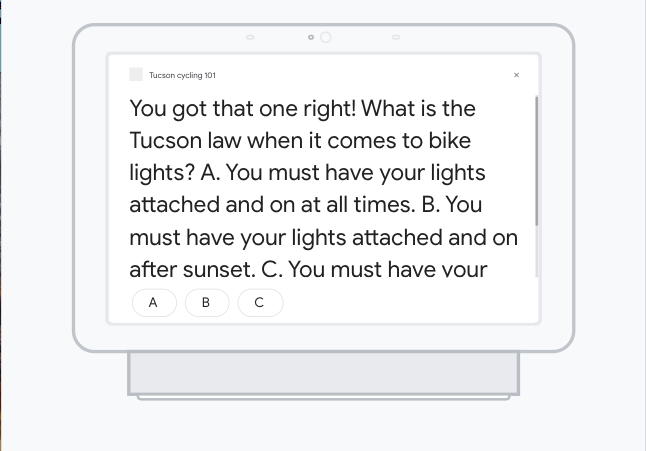 Tucson cycling 101
×
You got that one right! What is the
Tucson law when it comes to bike
lights? A. You must have your lights
attached and on at all times. B. You
must have your lights attached and on
after sunset. C. You must have your
A B C